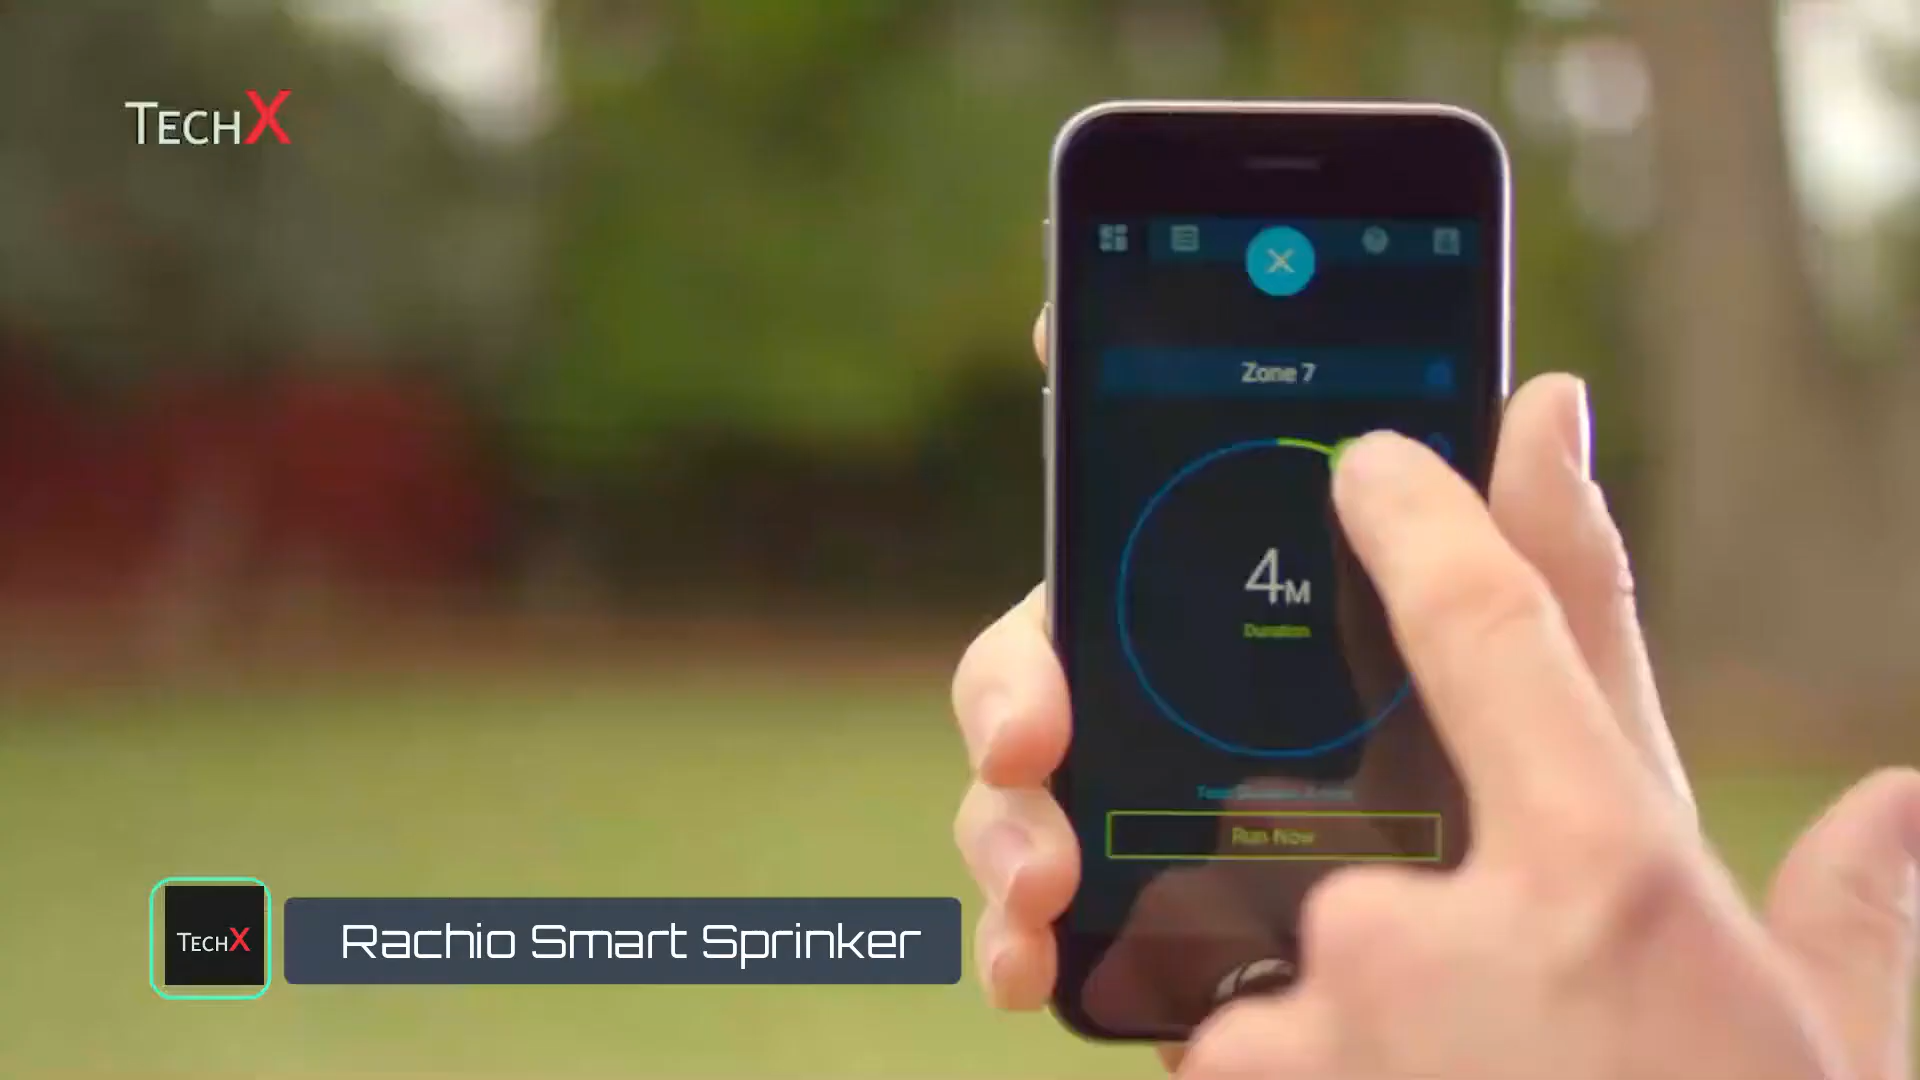 TECHX
Zone 7
4M
Duration
Run Now
TECHX
Rachio Smart Sprinker